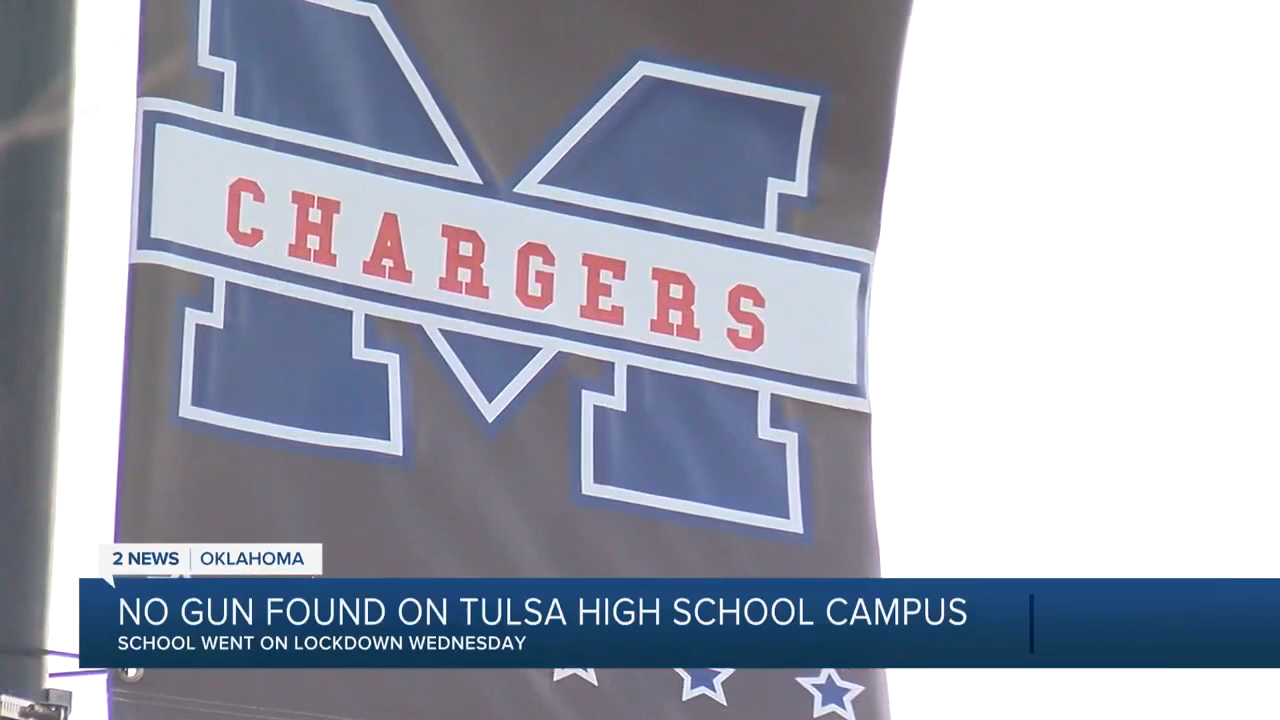 M
CHARGERS
2 NEWS | OKLAHOMA
NO GUN FOUND ON TULSA HIGH SCHOOL CAMPUS
SCHOOL WENT ON LOCKDOWN WEDNESDAY